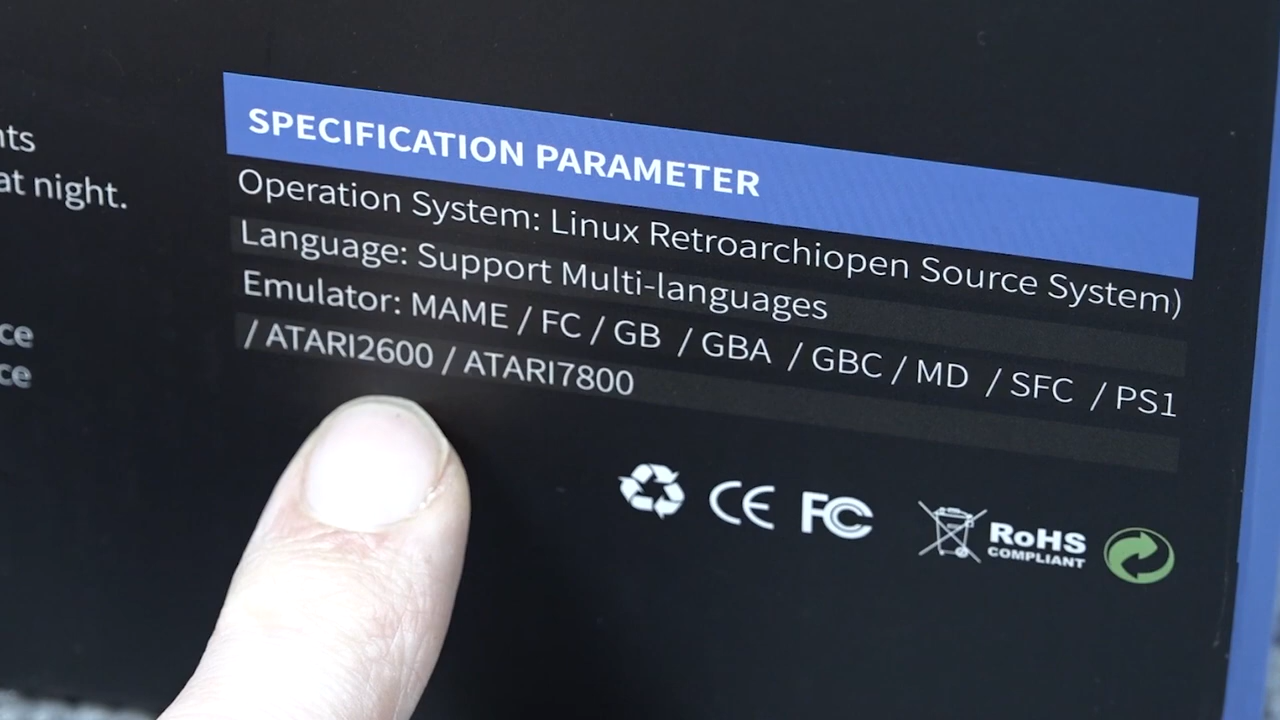 nts
at night.
ce
ce
SPECIFICATION PARAMETER
Operation System: Linux Retroarchiopen Source System)
Language: Support Multi-languages
Emulator: MAME / FC / GB / GBA / GBC / MD / SFC / PS1
/ ATARI2600 / ATARI7800
CE FC RoHS
COMPLIANT